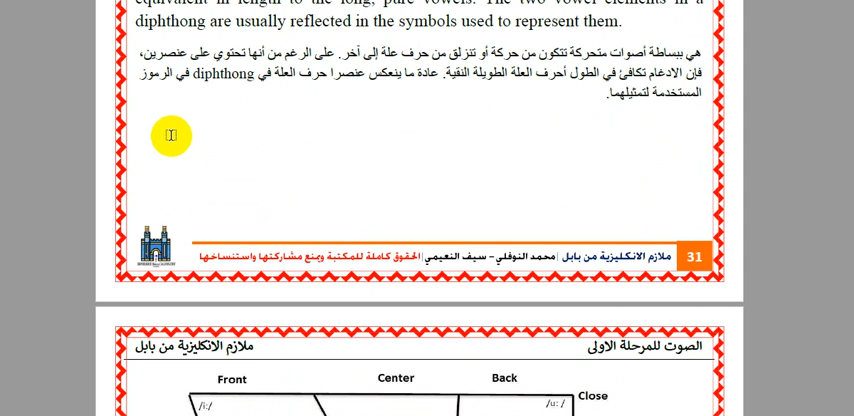 equivalent in length to the long, pure vowels. The two vowel elements in a
diphthong are usually reflected in the symbols used to represent them.
هي ببساطة أصوات متحركة تتكون من حركة أو تنزلق من حرف علة إلى آخر. على الرغم من أنها تحتوي على عنصرين،
فإن الادغام تكافئ في الطول أحرف العلة الطويلة النقية. عادة ما ينعكس عنصرا حرف العلة في diphthong في الرموز
المستخدمة لتمثيلهما.
31 ملازم الانكليزية من بابل | محمد النوفلي - سيف النعيمي | الحقوق كاملة للمكتبة ويمنع مشاركتها واستنساخها
الصوت للمرحلة الاولى ملازم الانكليزية من بابل
Front Center Back
Close
/i:/ /u: /